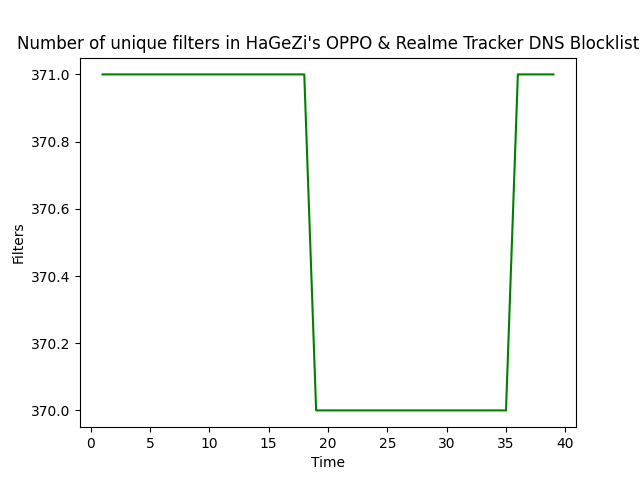 Number of unique filters in HaGeZi's OPPO & Realme Tracker DNS Blocklist
371.0
370.8
370.6
370.4
370.2
370.0
Filters
0 5 10 15 20 25 30 35 40
Time